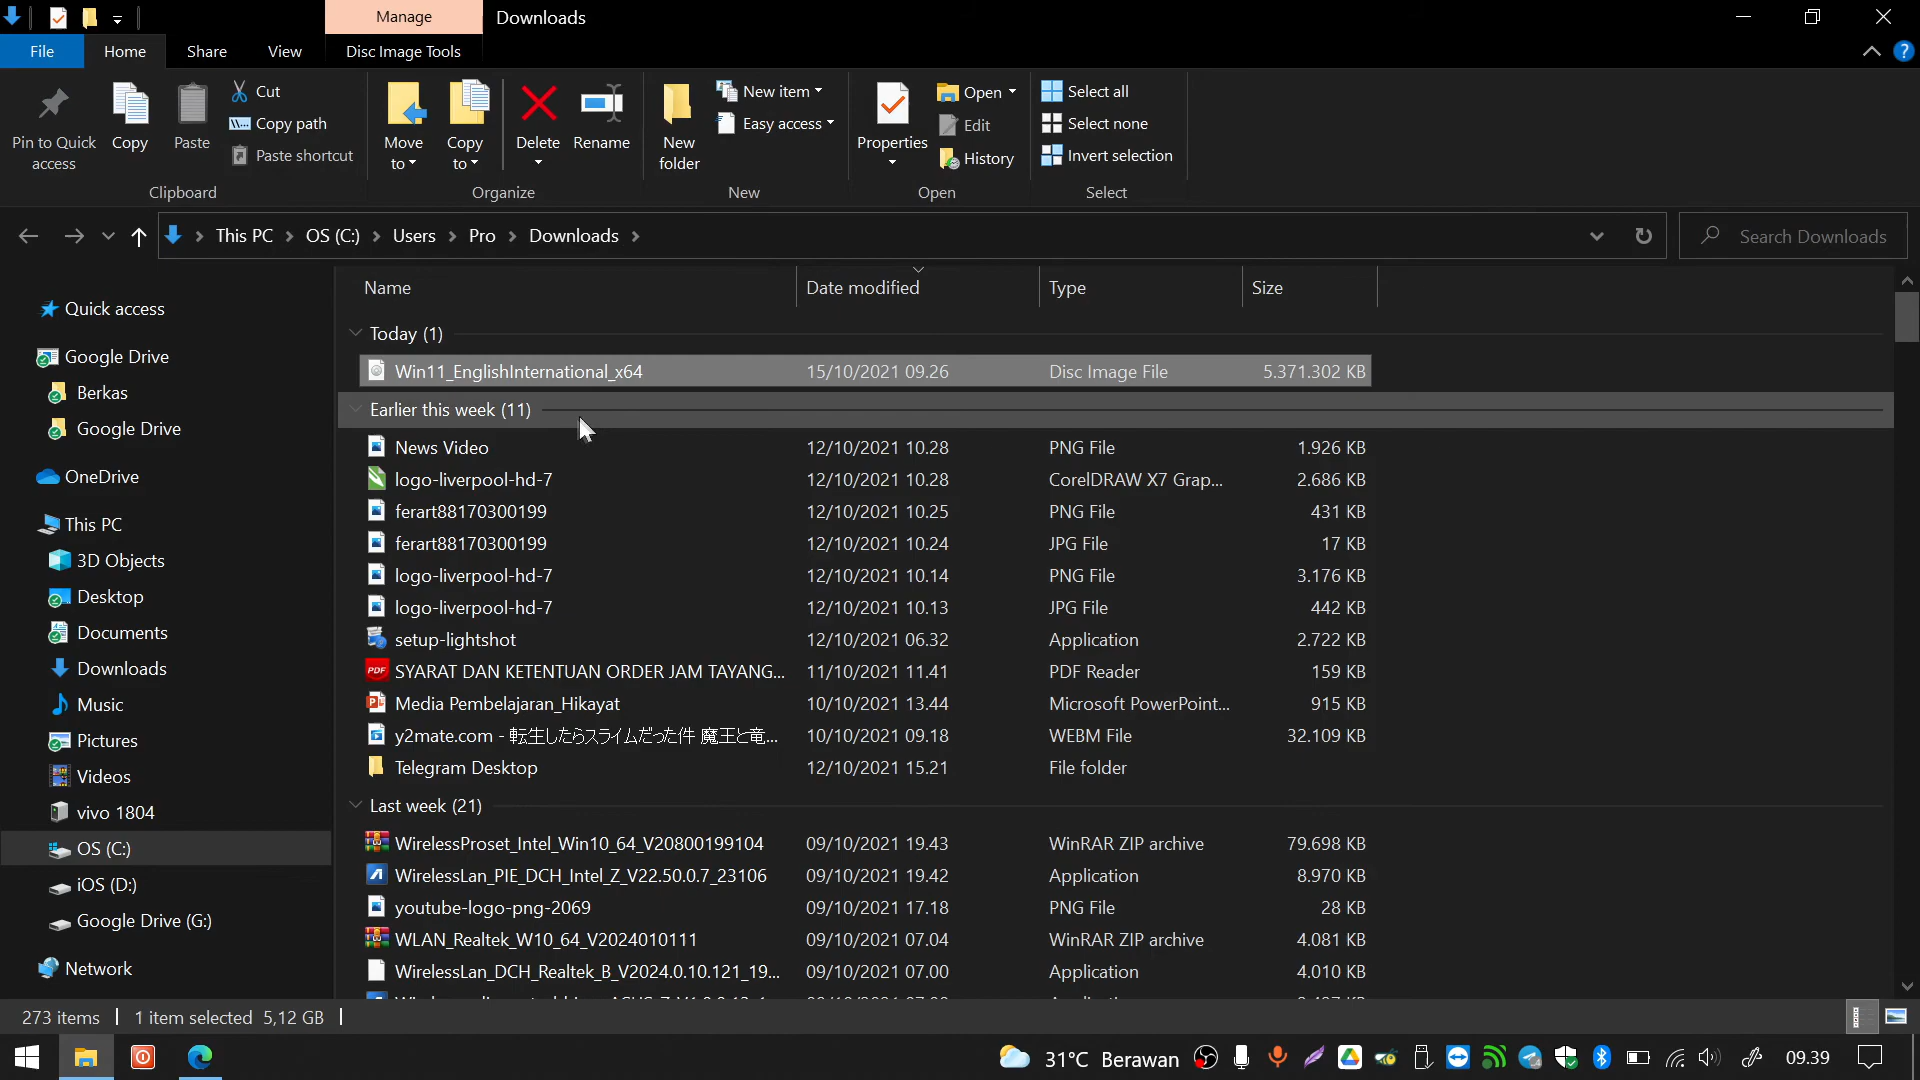 Manage
Downloads
File
Home
Share
View
Disc Image Tools
Pin to Quick access
Copy
Paste
Cut
Copy path
Paste shortcut
Clipboard
Move to
Copy to
Delete
Rename
Organize
New folder
New item
Easy access
New
Properties
Open
Edit
History
Open
Select all
Select none
Invert selection
Select
This PC > OS (C:) > Users > Pro > Downloads >
Search Downloads
Quick access
Google Drive
Berkas
Google Drive
OneDrive
This PC
3D Objects
Desktop
Documents
Downloads
Music
Pictures
Videos
vivo 1804
OS (C:)
iOS (D:)
Google Drive (G:)
Network
Name Date modified Type Size
Today (1)
Win11_EnglishInternational_x64 15/10/2021 09.26 Disc Image File 5.371.302 KB
Earlier this week (11)
News Video 12/10/2021 10.28 PNG File 1.926 KB
logo-liverpool-hd-7 12/10/2021 10.28 CorelDRAW X7 Grap... 2.686 KB
ferart88170300199 12/10/2021 10.25 PNG File 431 KB
ferart88170300199 12/10/2021 10.24 JPG File 17 KB
logo-liverpool-hd-7 12/10/2021 10.14 PNG File 3.176 KB
logo-liverpool-hd-7 12/10/2021 10.13 JPG File 442 KB
setup-lightshot 12/10/2021 06.32 Application 2.722 KB
SYARAT DAN KETENTUAN ORDER JAM TAYANG... 11/10/2021 11.41 PDF Reader 159 KB
Media Pembelajaran_Hikayat 10/10/2021 13.44 Microsoft PowerPoint... 915 KB
y2mate.com - 転生したらスライムだった件 魔王と竜... 10/10/2021 09.18 WEBM File 32.109 KB
Telegram Desktop 12/10/2021 15.21 File folder
Last week (21)
WirelessProset_Intel_Win10_64_V20800199104 09/10/2021 19.43 WinRAR ZIP archive 79.698 KB
WirelessLan_PIE_DCH_Intel_Z_V22.50.0.7_23106 09/10/2021 19.42 Application 8.970 KB
youtube-logo-png-2069 09/10/2021 17.18 PNG File 28 KB
WLAN_Realtek_W10_64_V2024010111 09/10/2021 07.04 WinRAR ZIP archive 4.081 KB
WirelessLan_DCH_Realtek_B_V2024.0.10.121_19... 09/10/2021 07.00 Application 4.010 KB
273 items 1 item selected 5,12 GB
31°C Berawan
09.39